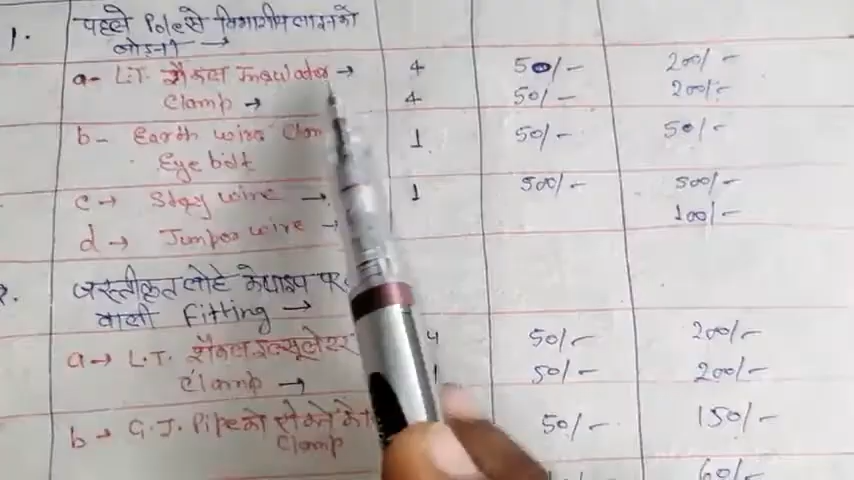 1. पहले Pole से विभागीय लाइन को
जोड़ना →
a- L.T. शैकल Insulator → 4 50/- 200/-
Clamp → 4 50/- 200/-
b- Earth wire 1 50/- 50/-
Eye bolt
c → Stay wire → 1 500/- 500/-
d → Jumper wire → 100/-
2. जस्तीकृत लोहे के पाइप पर
वाली Fitting →
a → L.T. शैकल इन्सूलेटर 4 50/- 200/-
Clamp → 50/- 200/-
b → G.I. Pipe को रोकने 50/- 150/-
Clamp
60/-